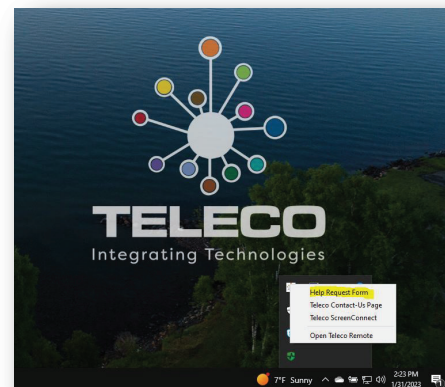 TELECO
Integrating Technologies
Help Request Form
Teleco Contact-Us Page
Teleco ScreenConnect
Open Teleco Remote
7°F Sunny
2:23 PM
1/31/2023